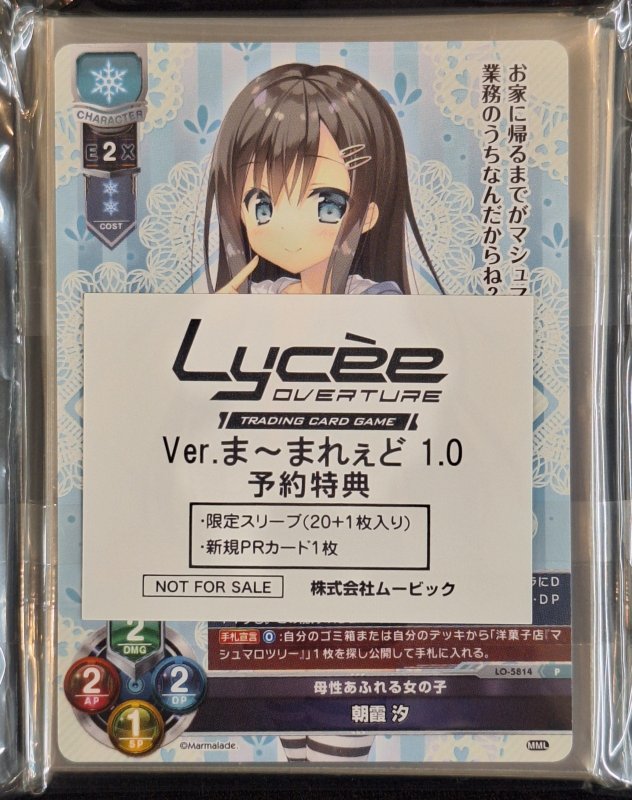 CHARACTER
EX 2
COST
お家に帰るまでがマシュマ
業務のうちなんだからね?
Lycèe
OVERTURE
TRADING CARD GAME
Ver.ま～まれぇど 1.0
予約特典
・限定スリーブ(20+1枚入り)
・新規PRカード1枚
NOT FOR SALE 株式会社ムービック
にD
・DP
手札宣言 0:自分のゴミ箱または自分のデッキから「洋菓子店『マ
シュマロツリー』」1枚を探し公開して手札に入れる。
2
DMG
2
AP
2
DP
1
SP
LO-5814 P
母性あふれる女の子
朝霞 汐
©Marmalade.
MML